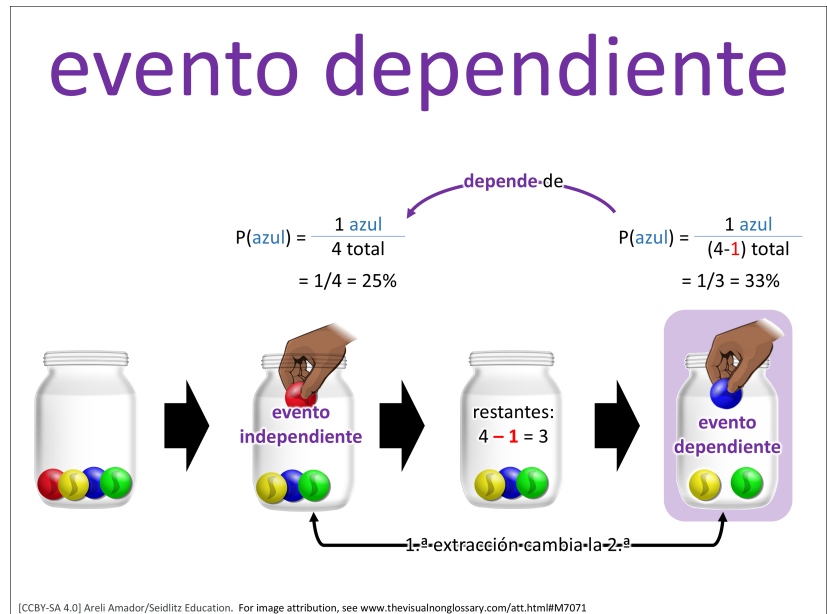 evento dependiente
depende de
P(azul) = 1 azul / 4 total
= 1/4 = 25%
P(azul) = 1 azul / (4-1) total
= 1/3 = 33%
evento
independiente
restantes:
4 – 1 = 3
evento
dependiente
1.ª extracción cambia la 2.ª
[CCBY-SA 4.0] Areli Amador/Seidlitz Education. For image attribution, see www.thevisualnonglossary.com/att.html#M7071